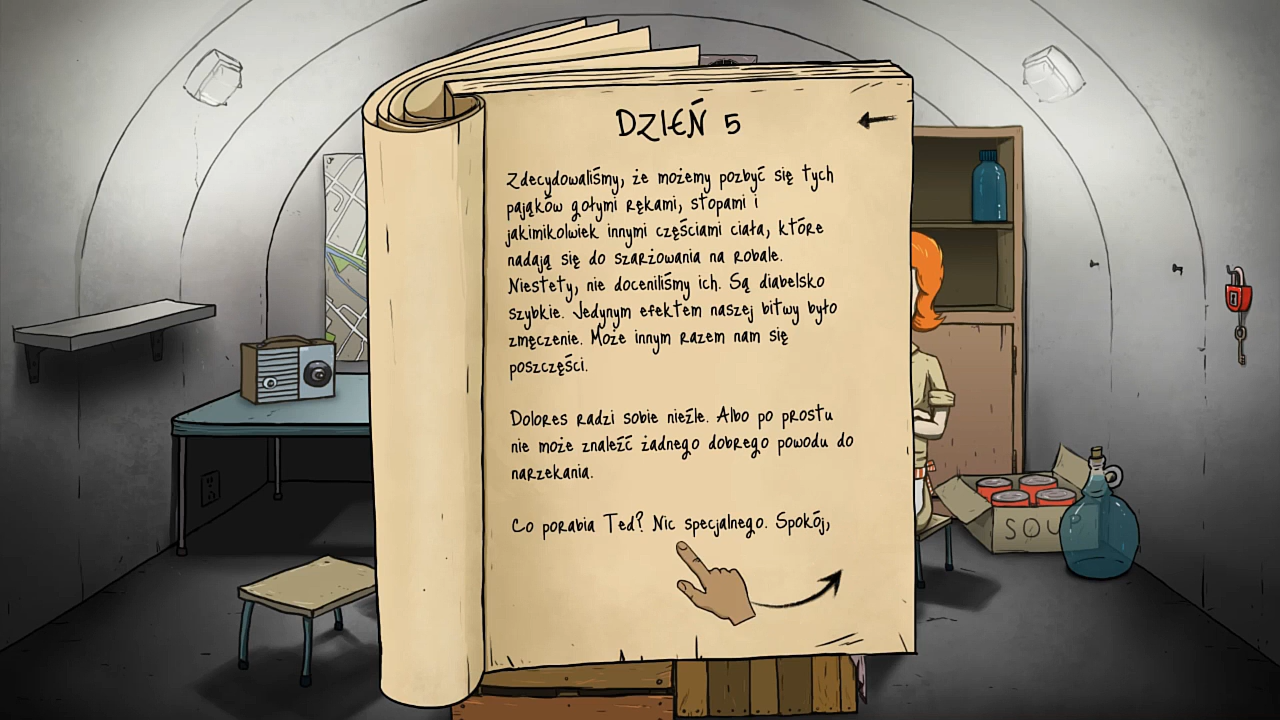 DZIEŃ 5
Zdecydowaliśmy, że możemy pozbyć się tych
pająków gołymi rękami, stopami i
jakimikolwiek innymi częściami ciała, które
nadają się do szarżowania na robale.
Niestety, nie doceniliśmy ich. Są diabelsko
szybkie. Jedynym efektem naszej bitwy było
zmęczenie. Może innym razem nam się
poszczęści.
Dolores radzi sobie nieźle. Albo po prostu
nie może znaleźć żadnego dobrego powodu do
narzekania.
Co porabia Ted? Nic specjalnego. Spokój,
SOU